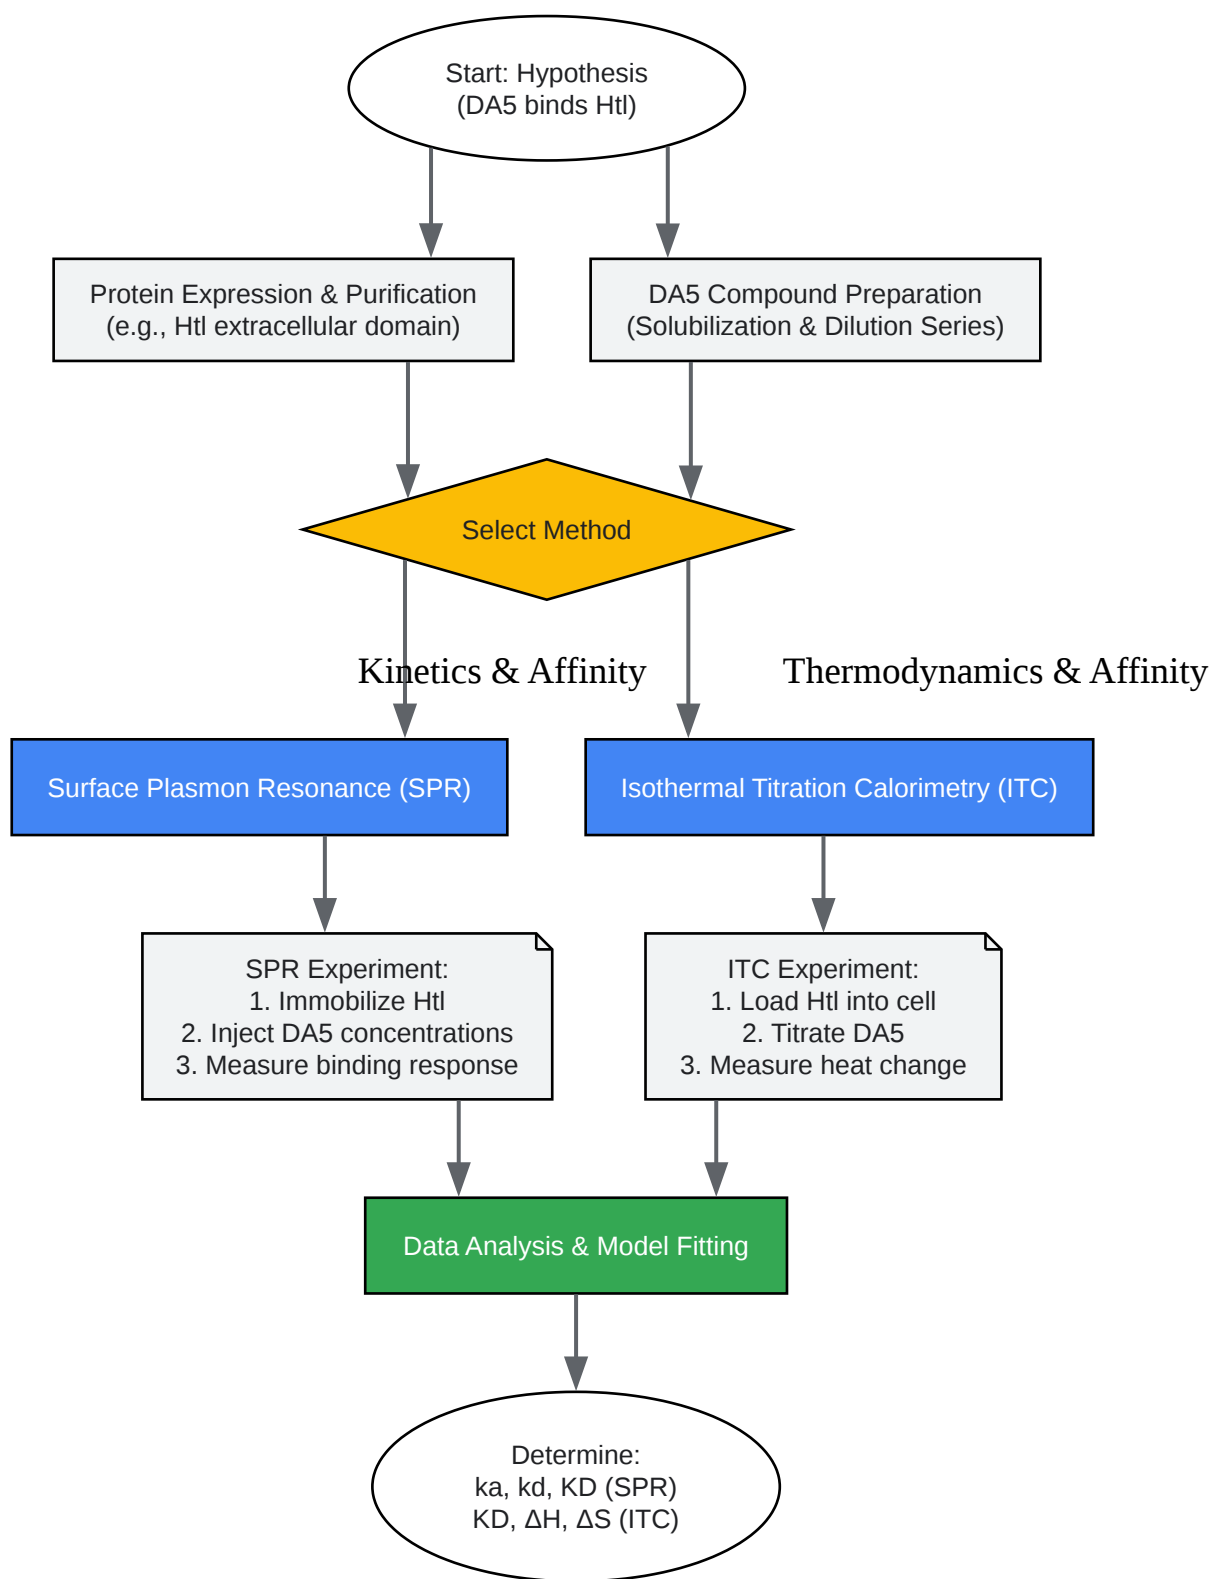 Start: Hypothesis
(DA5 binds Htl)
Protein Expression & Purification
(e.g., Htl extracellular domain)
DA5 Compound Preparation
(Solubilization & Dilution Series)
Select Method
Kinetics & Affinity
Thermodynamics & Affinity
Surface Plasmon Resonance (SPR)
Isothermal Titration Calorimetry (ITC)
SPR Experiment:
1. Immobilize Htl
2. Inject DA5 concentrations
3. Measure binding response
ITC Experiment:
1. Load Htl into cell
2. Titrate DA5
3. Measure heat change
Data Analysis & Model Fitting
Determine:
ka, kd, KD (SPR)
KD, ΔH, ΔS (ITC)